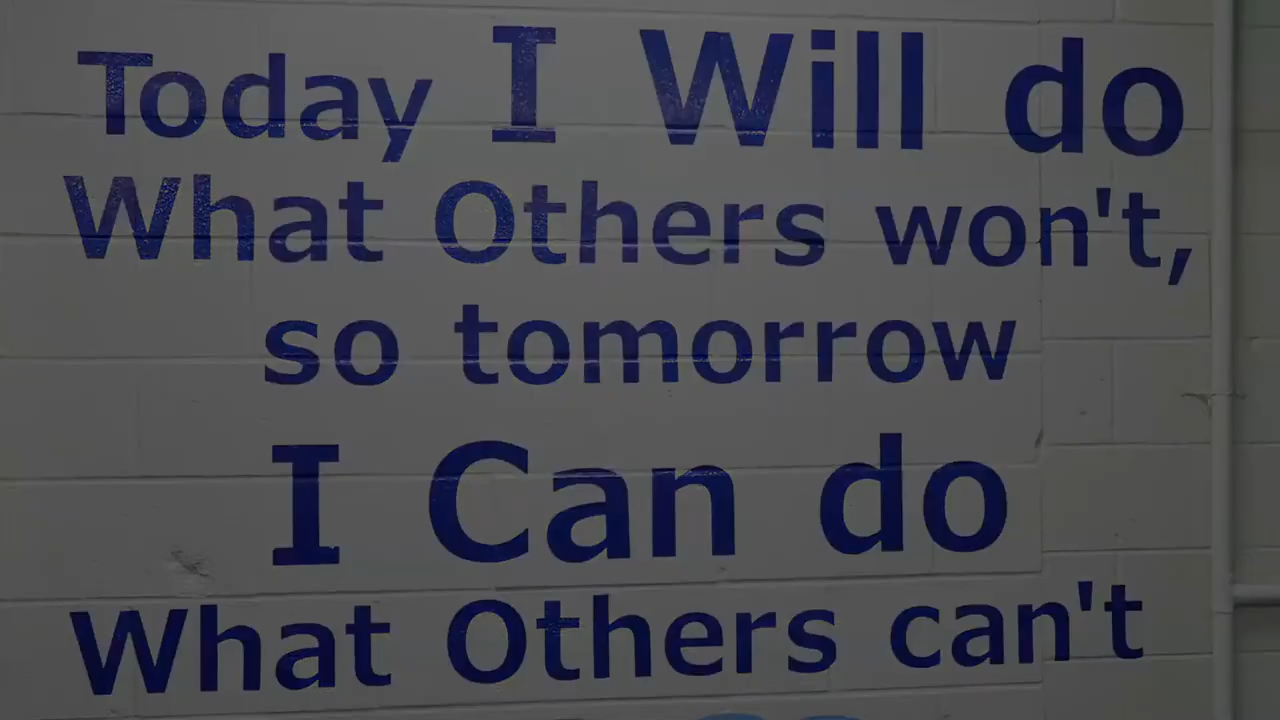 Today I Will do
What Others won't,
so tomorrow
I Can do
What Others can't